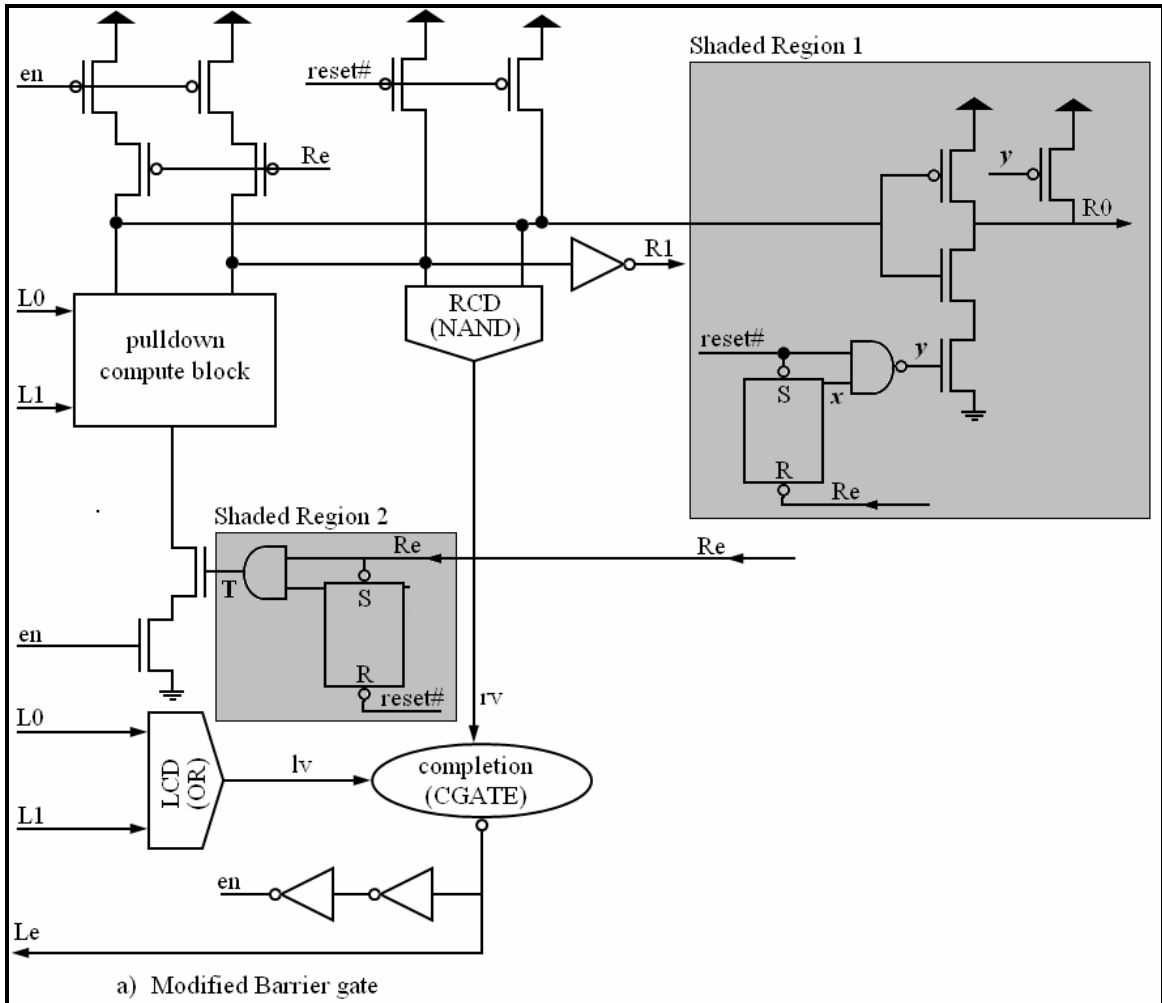 Shaded Region 1
en
reset#
Re
y
R0
R1
L0
pulldown
compute block
RCD
(NAND)
reset#
y
S
x
L1
R
Re
Shaded Region 2
Re
Re
T
S
en
R
reset#
rv
L0
LCD
(OR)
lv
completion
(CGATE)
L1
en
Le
a) Modified Barrier gate